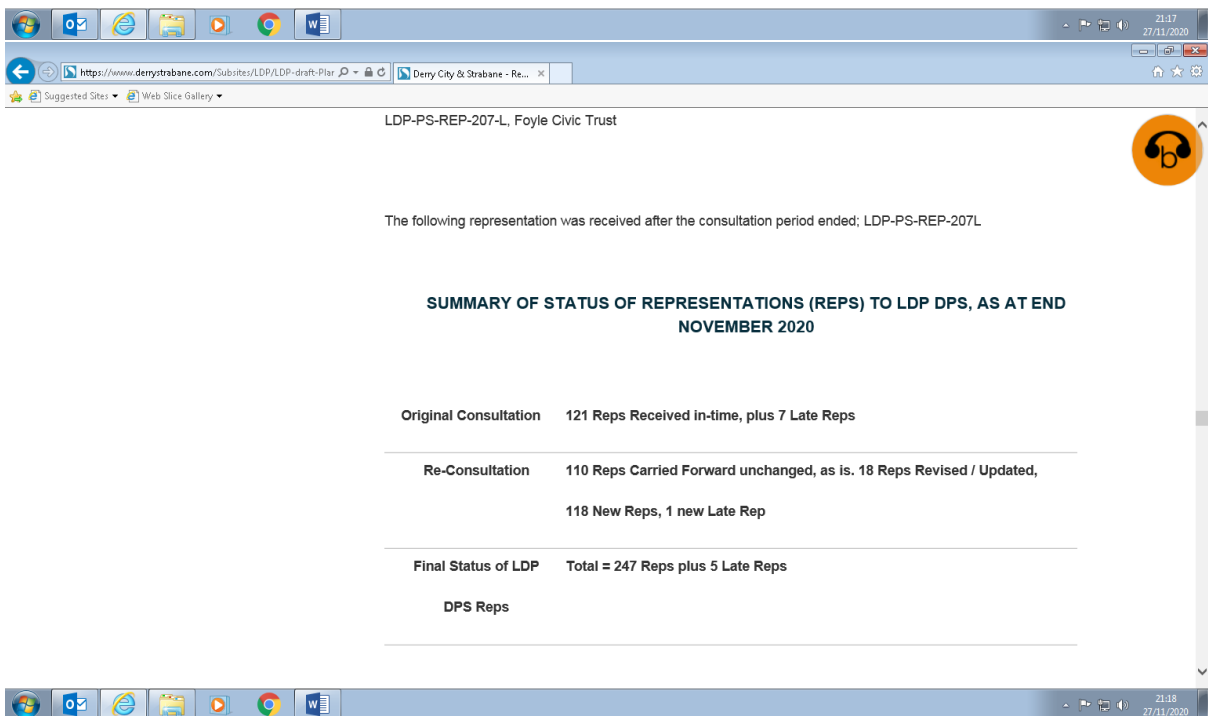 21:17
27/11/2020
https://www.derrystrabane.com/Subsites/LDP/LDP-draft-Plar
Derry City & Strabane - Re...
Suggested Sites
Web Slice Gallery
LDP-PS-REP-207-L, Foyle Civic Trust
b
The following representation was received after the consultation period ended; LDP-PS-REP-207L
SUMMARY OF STATUS OF REPRESENTATIONS (REPS) TO LDP DPS, AS AT END
NOVEMBER 2020
Original Consultation 121 Reps Received in-time, plus 7 Late Reps
Re-Consultation 110 Reps Carried Forward unchanged, as is. 18 Reps Revised / Updated,
118 New Reps, 1 new Late Rep
Final Status of LDP Total = 247 Reps plus 5 Late Reps
DPS Reps
21:18
27/11/2020